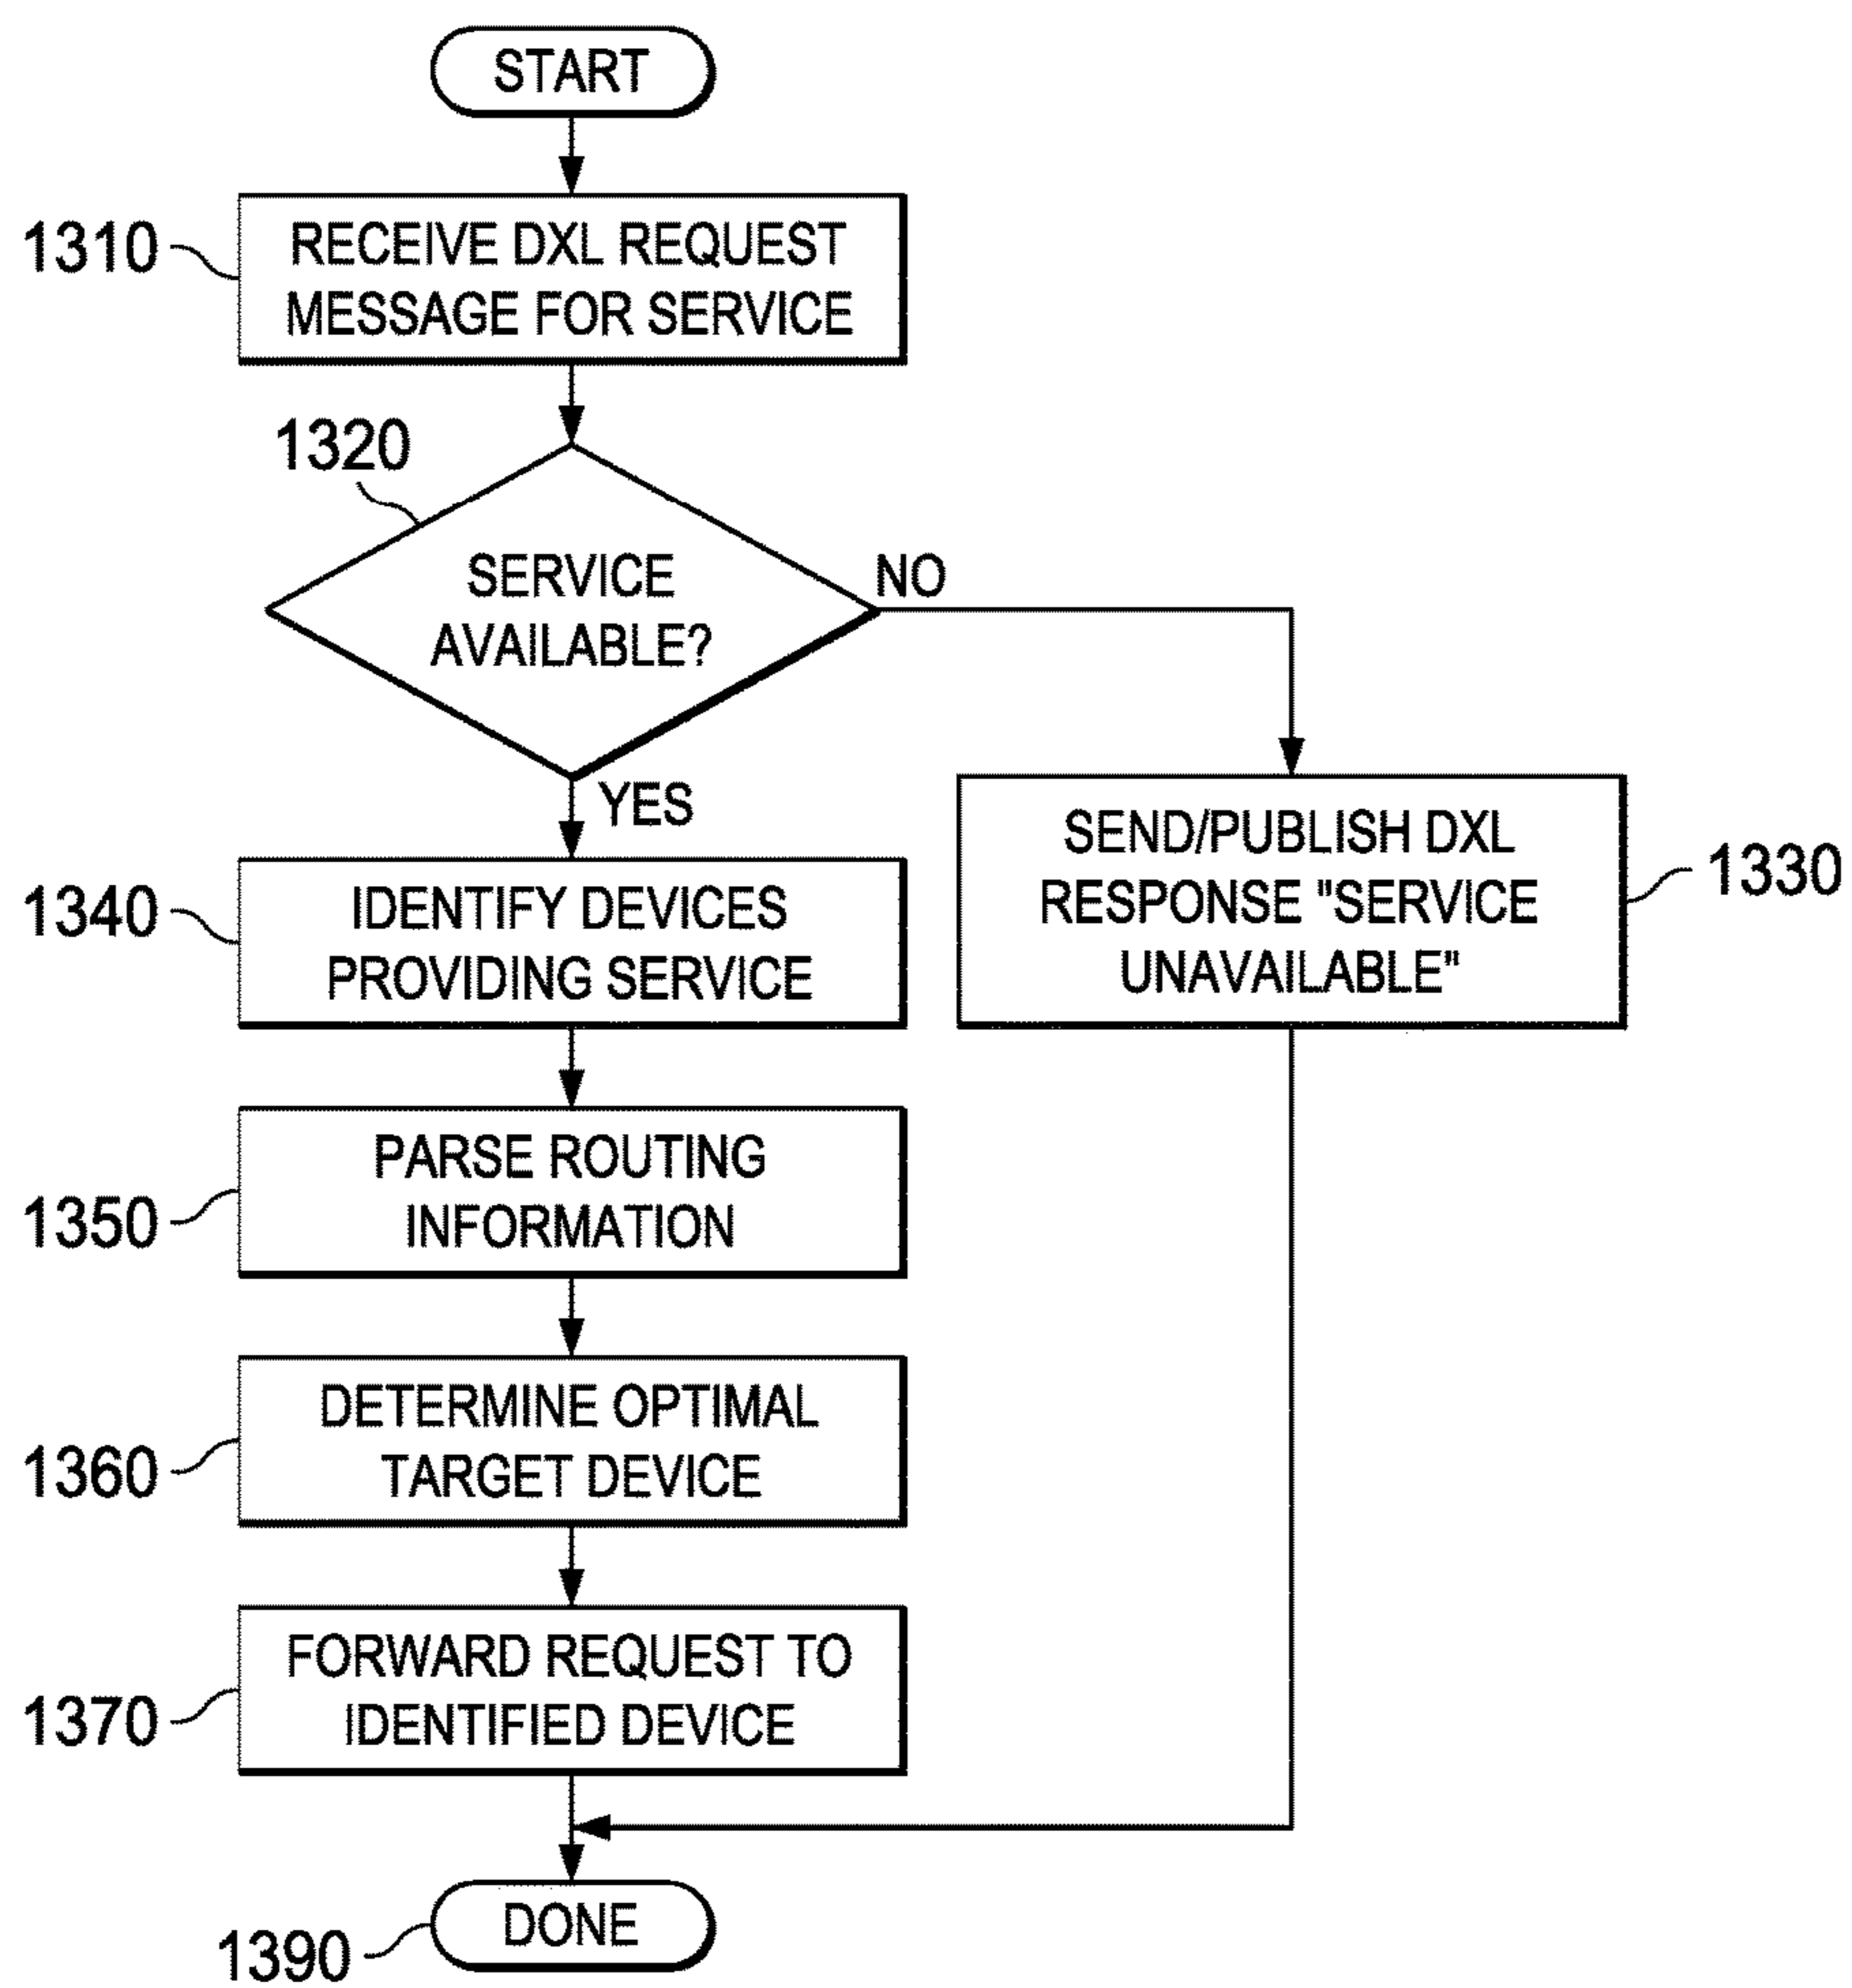 START
1310
RECEIVE DXL REQUEST
MESSAGE FOR SERVICE
1320
SERVICE
AVAILABLE?
NO
YES
SEND/PUBLISH DXL
RESPONSE "SERVICE
UNAVAILABLE"
1330
1340
IDENTIFY DEVICES
PROVIDING SERVICE
1350
PARSE ROUTING
INFORMATION
1360
DETERMINE OPTIMAL
TARGET DEVICE
1370
FORWARD REQUEST TO
IDENTIFIED DEVICE
1390
DONE